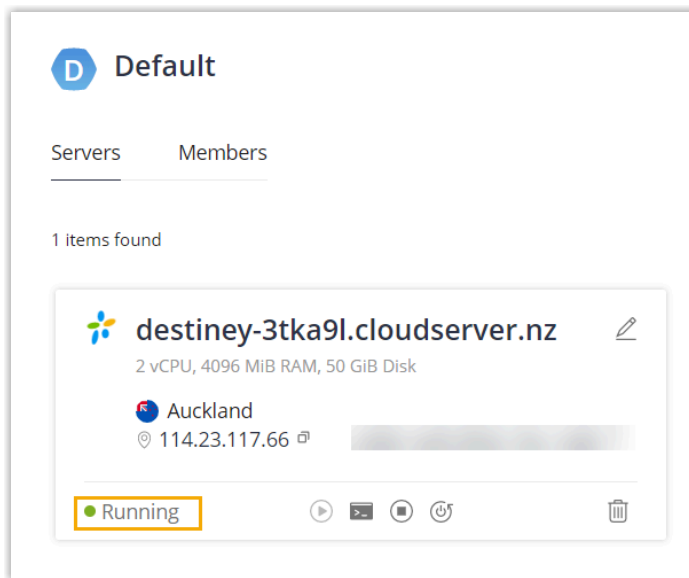 D Default
Servers Members
1 items found
destiney-3tka9l.cloudserver.nz
2 vCPU, 4096 MiB RAM, 50 GiB Disk
Auckland
114.23.117.66
Running